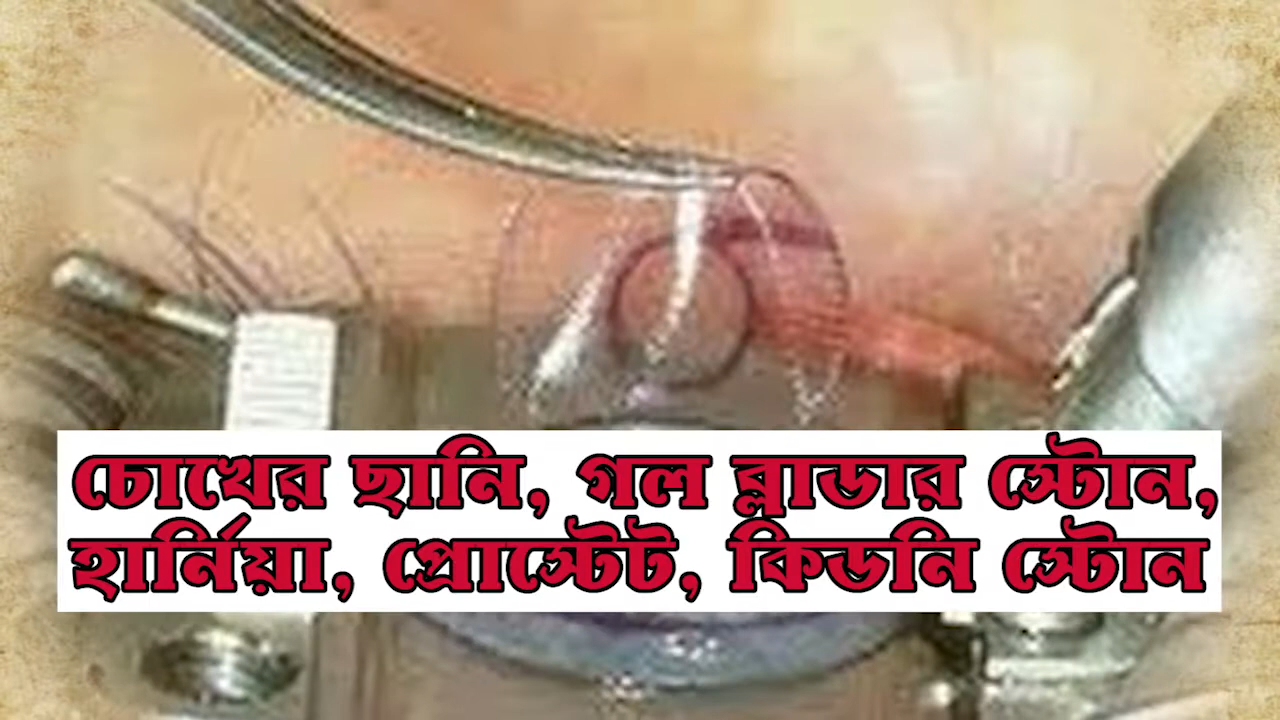 চোখের ছানি, গল ব্লাডার স্টোন,
হার্নিয়া, প্রোস্টেট, কিডনি স্টোন